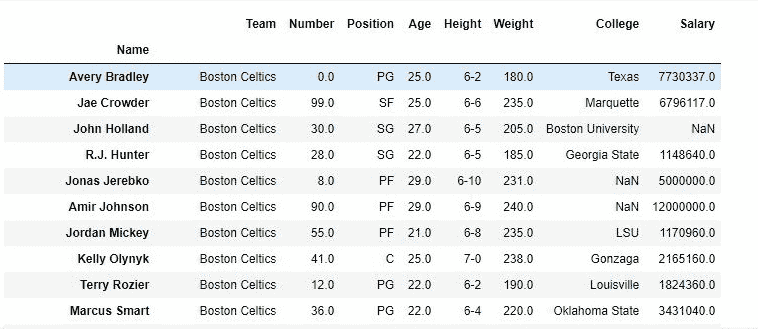 Team Number Position Age Height Weight College Salary
Name
Avery Bradley Boston Celtics 0.0 PG 25.0 6-2 180.0 Texas 7730337.0
Jae Crowder Boston Celtics 99.0 SF 25.0 6-6 235.0 Marquette 6796117.0
John Holland Boston Celtics 30.0 SG 27.0 6-5 205.0 Boston University NaN
R.J. Hunter Boston Celtics 28.0 SG 22.0 6-5 185.0 Georgia State 1148640.0
Jonas Jerebko Boston Celtics 8.0 PF 29.0 6-10 231.0 NaN 5000000.0
Amir Johnson Boston Celtics 90.0 PF 29.0 6-9 240.0 NaN 12000000.0
Jordan Mickey Boston Celtics 55.0 PF 21.0 6-8 235.0 LSU 1170960.0
Kelly Olynyk Boston Celtics 41.0 C 25.0 7-0 238.0 Gonzaga 2165160.0
Terry Rozier Boston Celtics 12.0 PG 22.0 6-2 190.0 Louisville 1824360.0
Marcus Smart Boston Celtics 36.0 PG 22.0 6-4 220.0 Oklahoma State 3431040.0